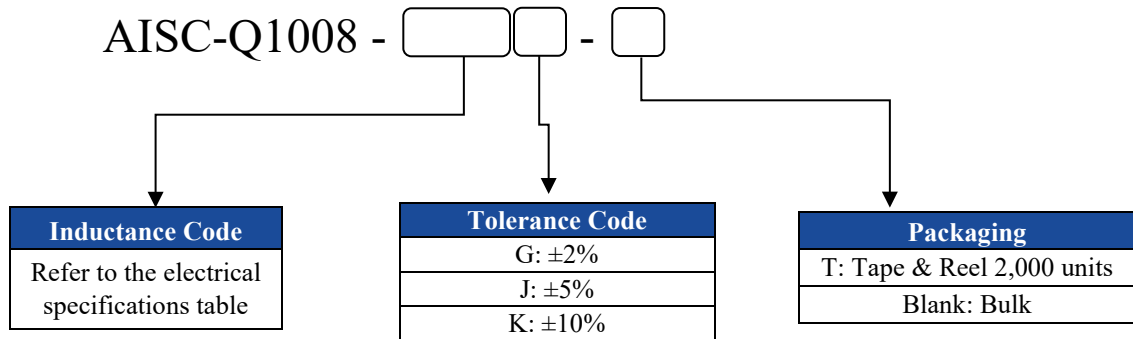 AISC-Q1008 - -
Inductance Code
Refer to the electrical
specifications table
Tolerance Code
G: ±2%
J: ±5%
K: ±10%
Packaging
T: Tape & Reel 2,000 units
Blank: Bulk